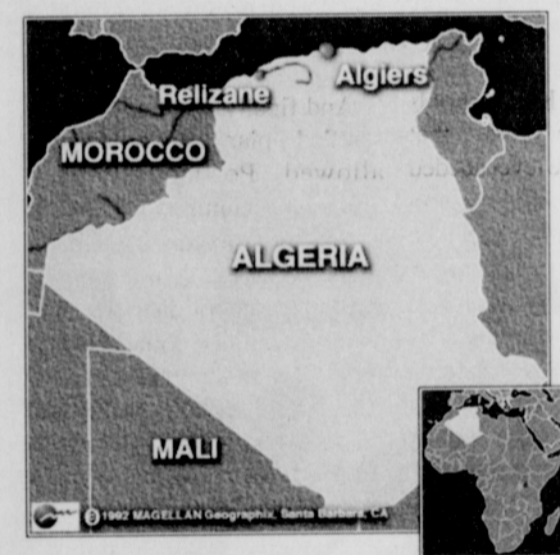 Relizane
Algiers
MOROCCO
ALGERIA
MALI
© 1992 MAGELLAN Geographix, Santa Barbara, CA